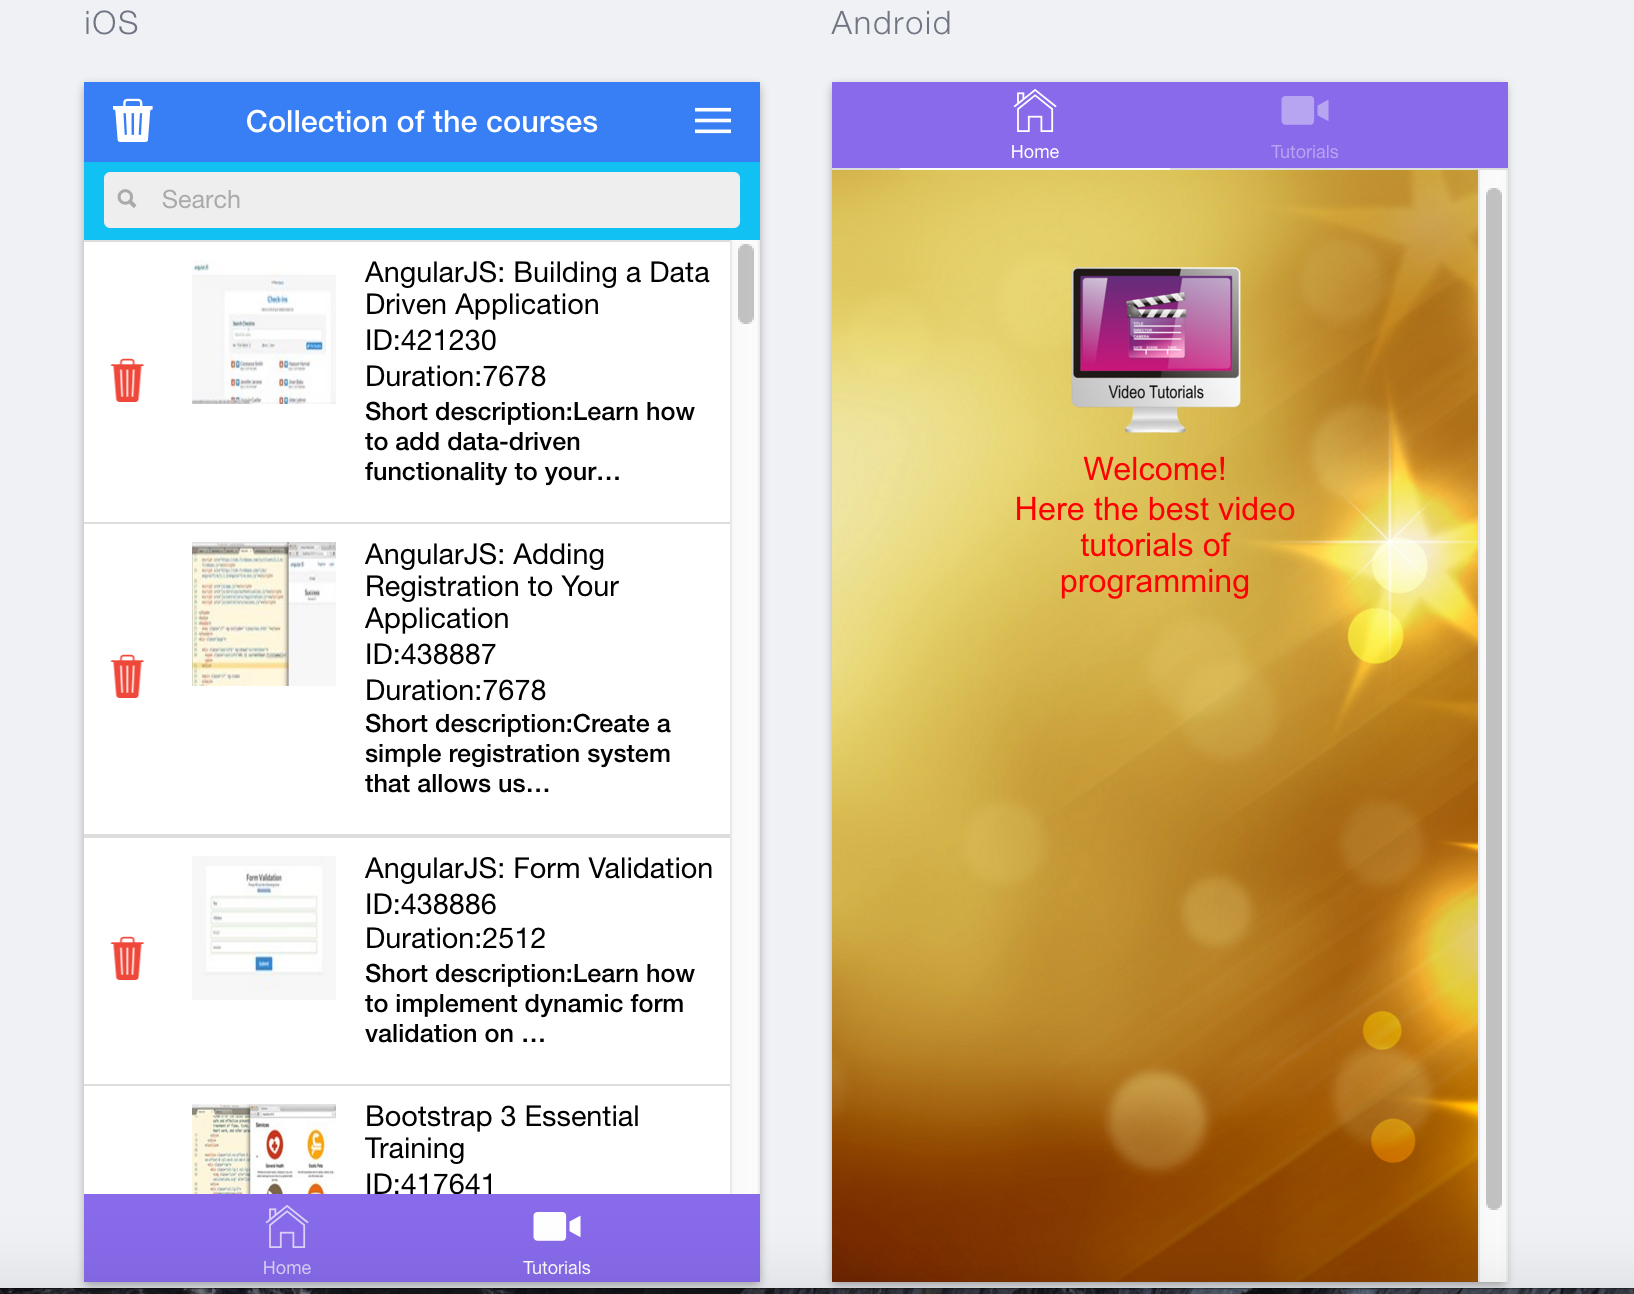 iOS
Collection of the courses
Search
AngularJS: Building a Data
Driven Application
ID:421230
Duration:7678
Short description:Learn how
to add data-driven
functionality to your...
AngularJS: Adding
Registration to Your
Application
ID:438887
Duration:7678
Short description:Create a
simple registration system
that allows us...
Form Validation
AngularJS: Form Validation
ID:438886
Duration:2512
Short description:Learn how
to implement dynamic form
validation on ...
Bootstrap 3 Essential
Training
ID:417641
Home
Tutorials
Android
Home
Tutorials
Video Tutorials
Welcome!
Here the best video
tutorials of
programming